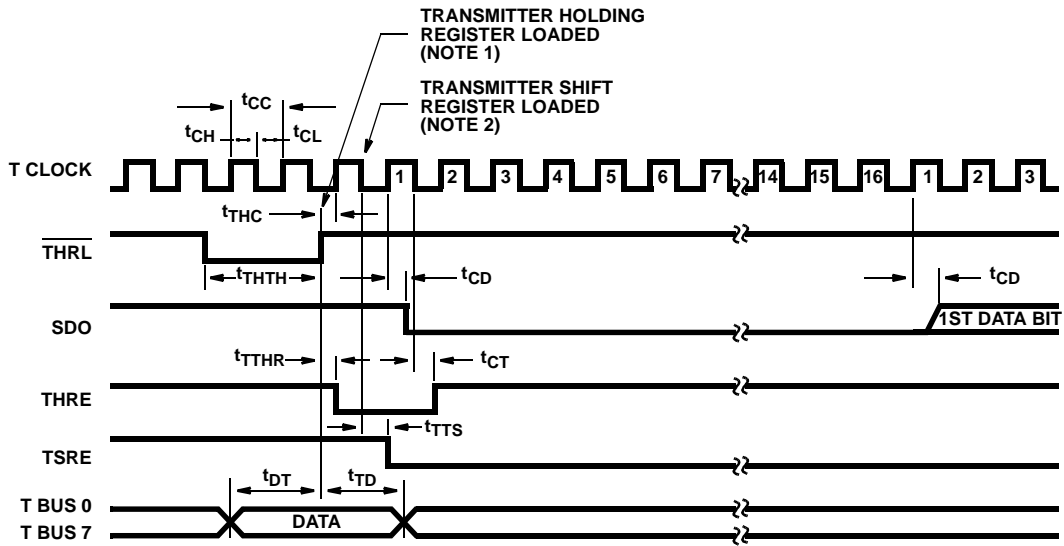 TRANSMITTER HOLDING
REGISTER LOADED
(NOTE 1)
TRANSMITTER SHIFT
REGISTER LOADED
(NOTE 2)
tCC
tCH
tCL
T CLOCK
1 2 3 4 5 6 7 14 15 16 1 2 3
tTHC
THRL
tTHTH
tCD
tCD
SDO
1ST DATA BIT
tTTHR
tCT
THRE
tTTS
TSRE
tDT
tTD
T BUS 0
DATA
T BUS 7